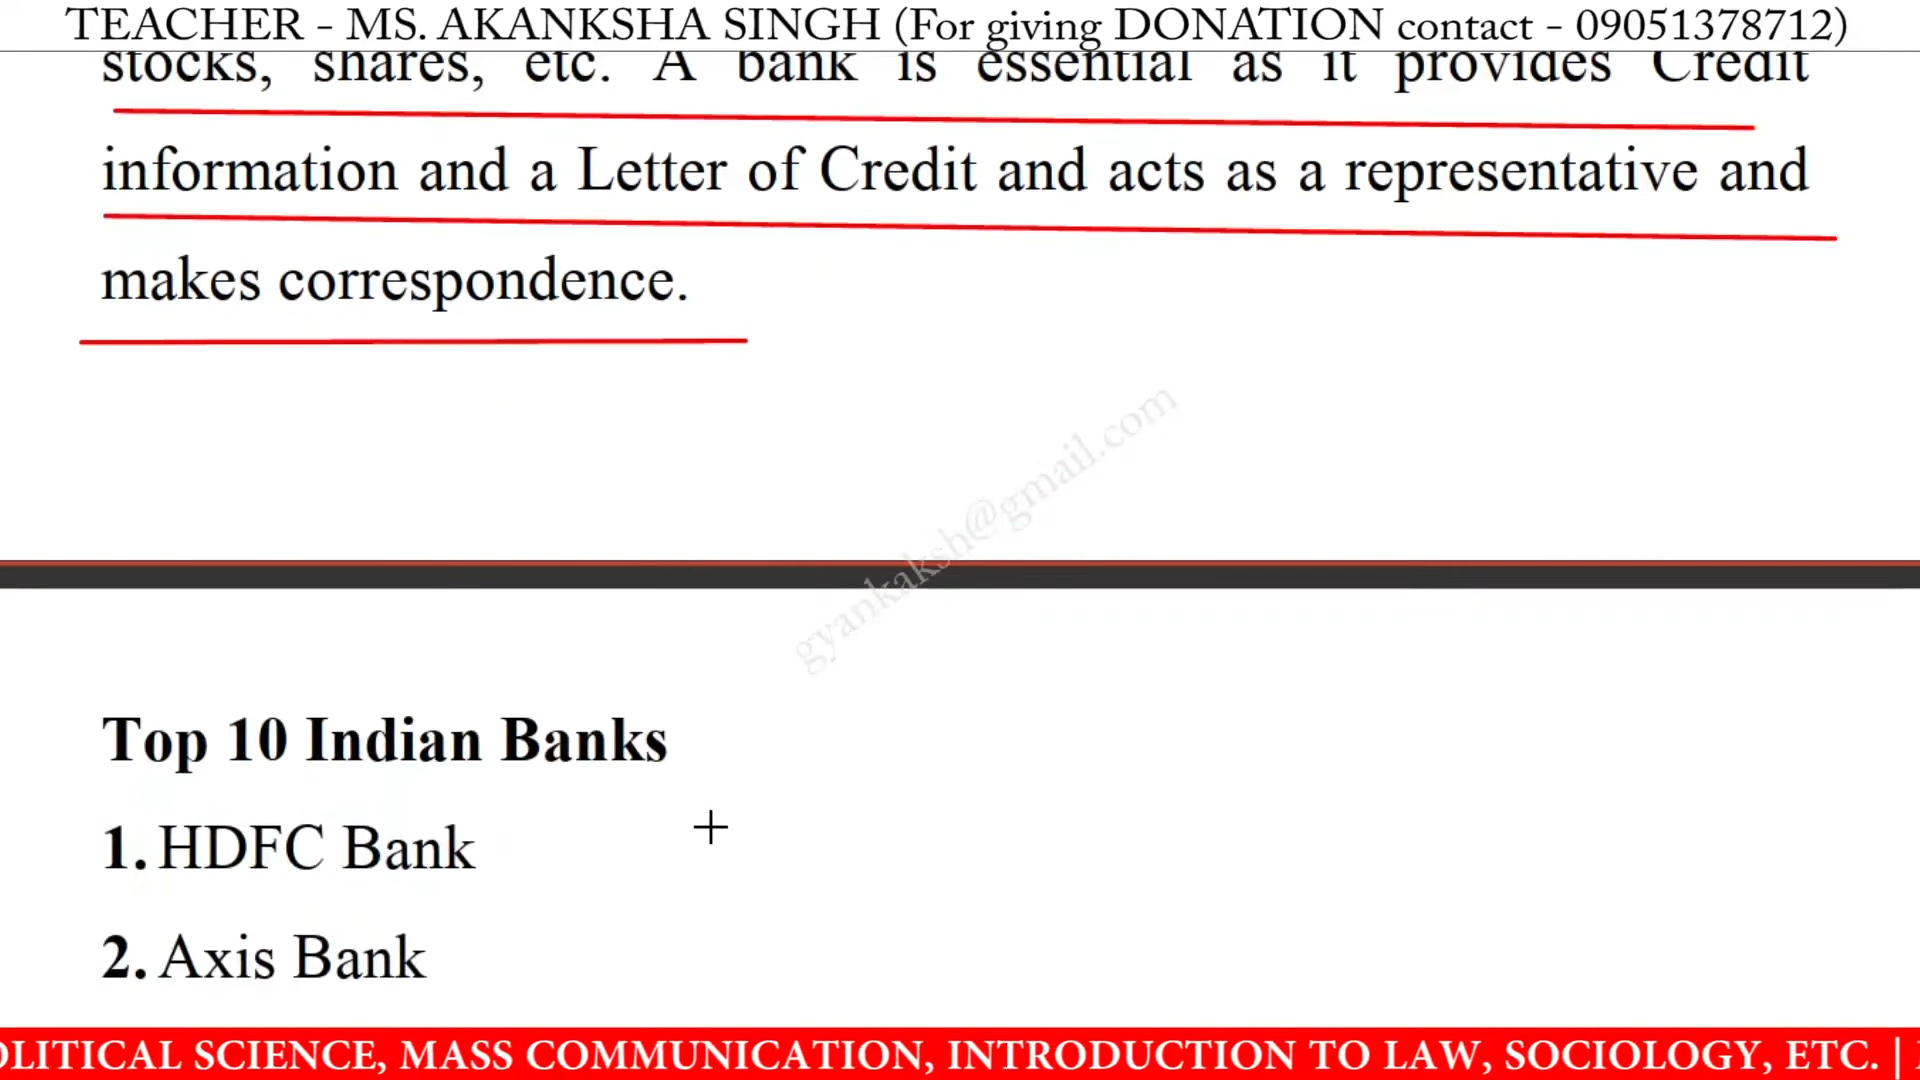 TEACHER - MS. AKANKSHA SINGH (For giving DONATION contact - 09051378712)
stocks, shares, etc. A bank is essential as it provides Credit
information and a Letter of Credit and acts as a representative and
makes correspondence.
gyankaksh@gmail.com
Top 10 Indian Banks
1. HDFC Bank
2. Axis Bank
OLITICAL SCIENCE, MASS COMMUNICATION, INTRODUCTION TO LAW, SOCIOLOGY, ETC. |